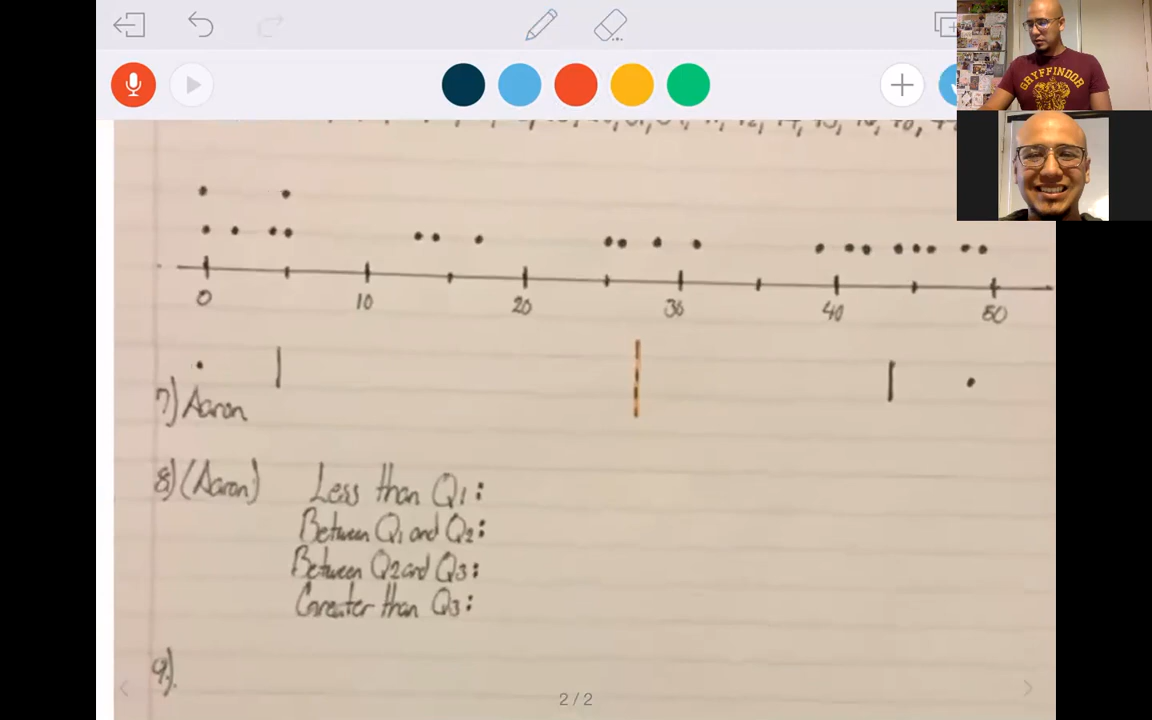 GRYFFINDOR
0 10 20 30 40 50
7) Aaron
8) (Aaron) Less than Q1:
Between Q1 and Q2:
Between Q2 and Q3:
Greater than Q3:
9).
2 / 2